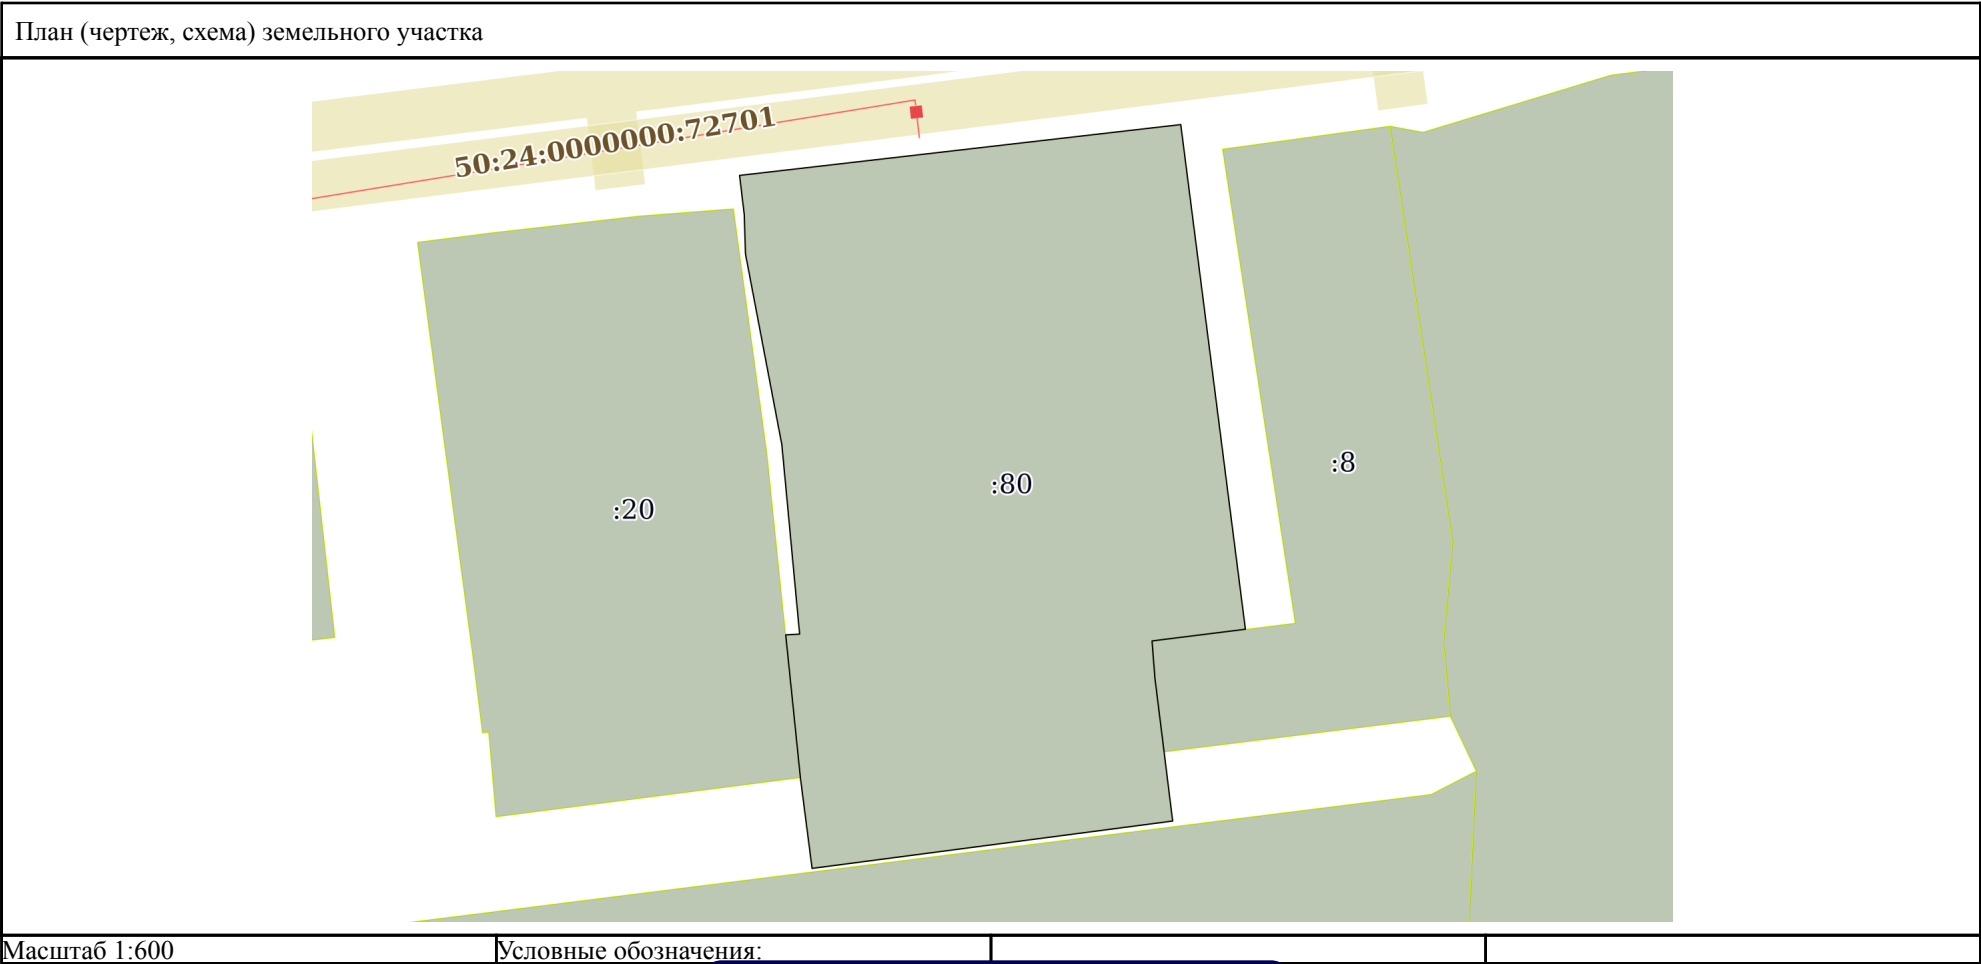 План (чертеж, схема) земельного участка
50:24:0000000:72701
:8
:80
:20
Масштаб 1:600
Условные обозначения: